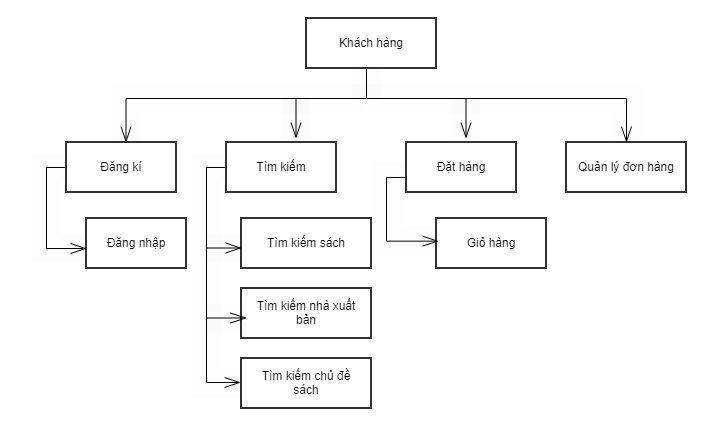 Khách hàng
Đăng kí
Tìm kiếm
Đặt hàng
Quản lý đơn hàng
Đăng nhập
Tìm kiếm sách
Giỏ hàng
Tìm kiếm nhà xuất
bản
Tìm kiếm chủ đề
sách